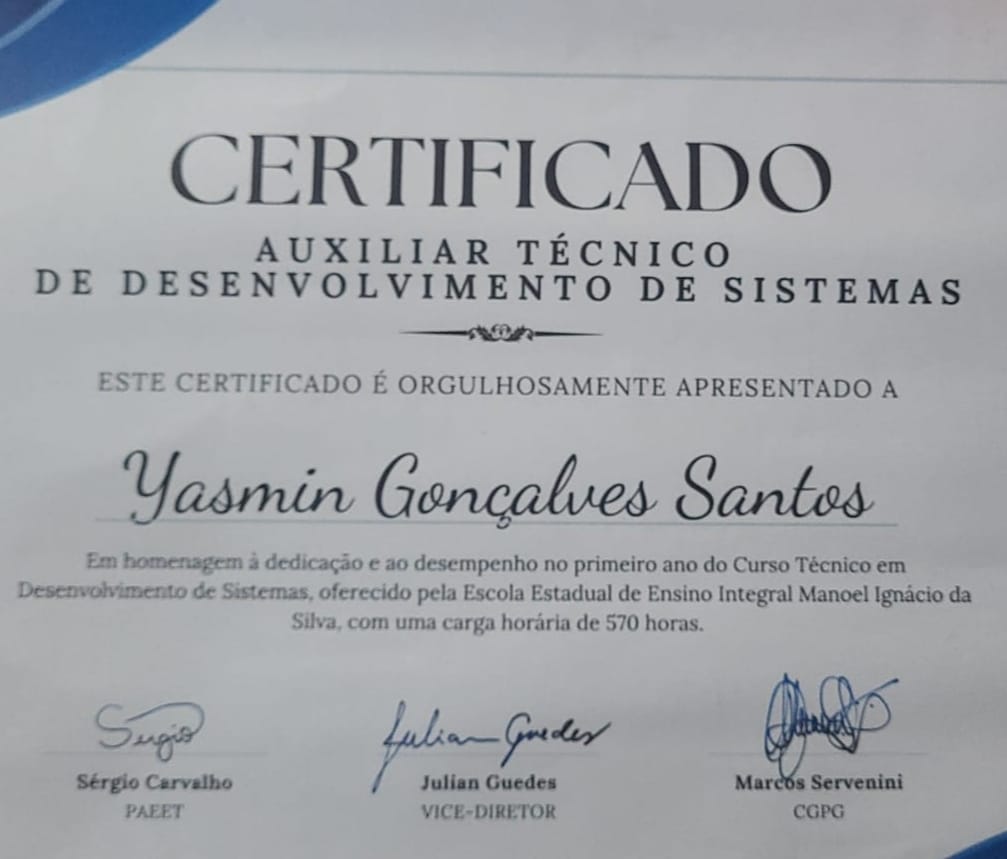 CERTIFICADO
AUXILIAR TÉCNICO
DE DESENVOLVIMENTO DE SISTEMAS
ESTE CERTIFICADO É ORGULHOSAMENTE APRESENTADO A
Yasmin Gonçalves Santos
Em homenagem à dedicação e ao desempenho no primeiro ano do Curso Técnico em
Desenvolvimento de Sistemas, oferecido pela Escola Estadual de Ensino Integral Manoel Ignácio da
Silva, com uma carga horária de 570 horas.
Sergio
Julian Guedes
Sérgio Carvalho
Julian Guedes
Marcos Servenini
PAEET
VICE-DIRETOR
CGPG